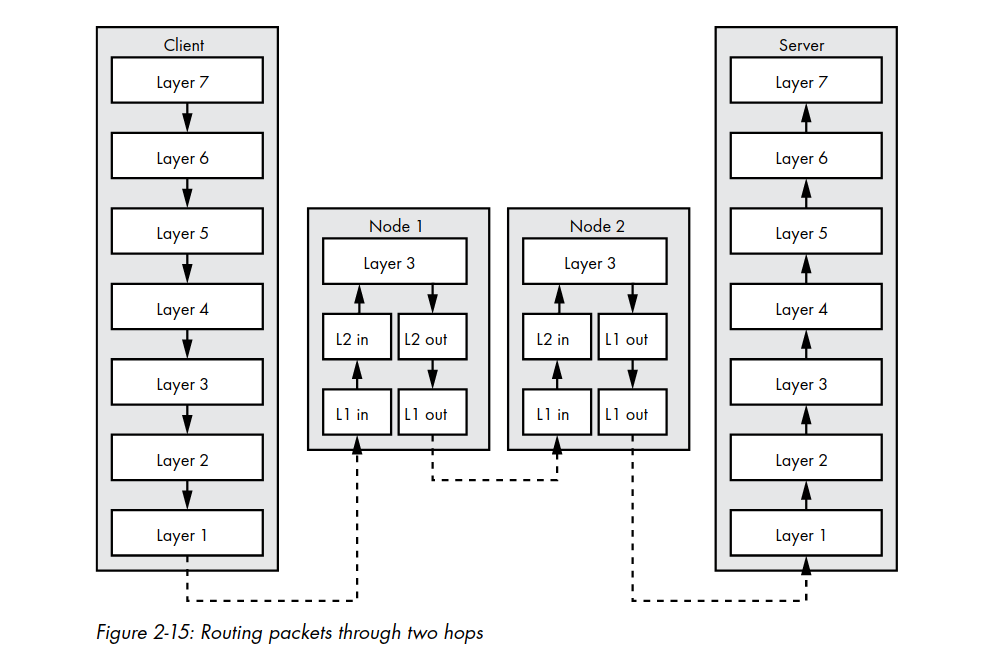 Client
Layer 7
Layer 6
Layer 5
Layer 4
Layer 3
Layer 2
Layer 1
Node 1
Layer 3
L2 in
L2 out
L1 in
L1 out
Node 2
Layer 3
L2 in
L1 out
L1 in
L1 out
Server
Layer 7
Layer 6
Layer 5
Layer 4
Layer 3
Layer 2
Layer 1
Figure 2-15: Routing packets through two hops